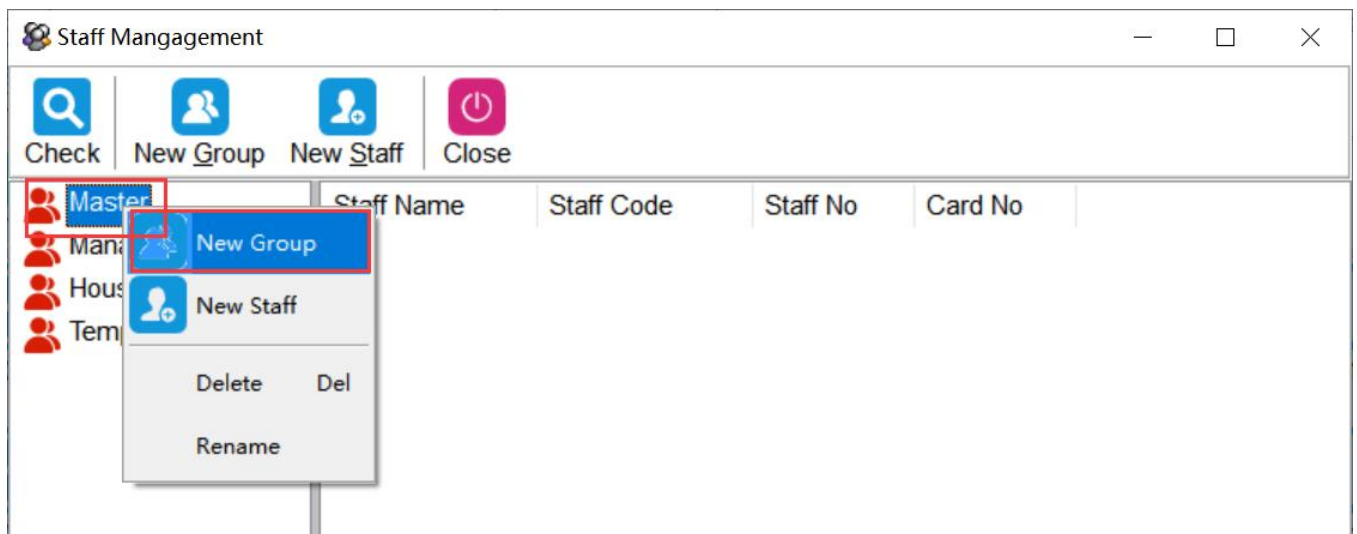 Staff Mangagement
Check New Group New Staff Close
Master Staff Name Staff Code Staff No Card No
New Group
New Staff
Delete Del
Rename